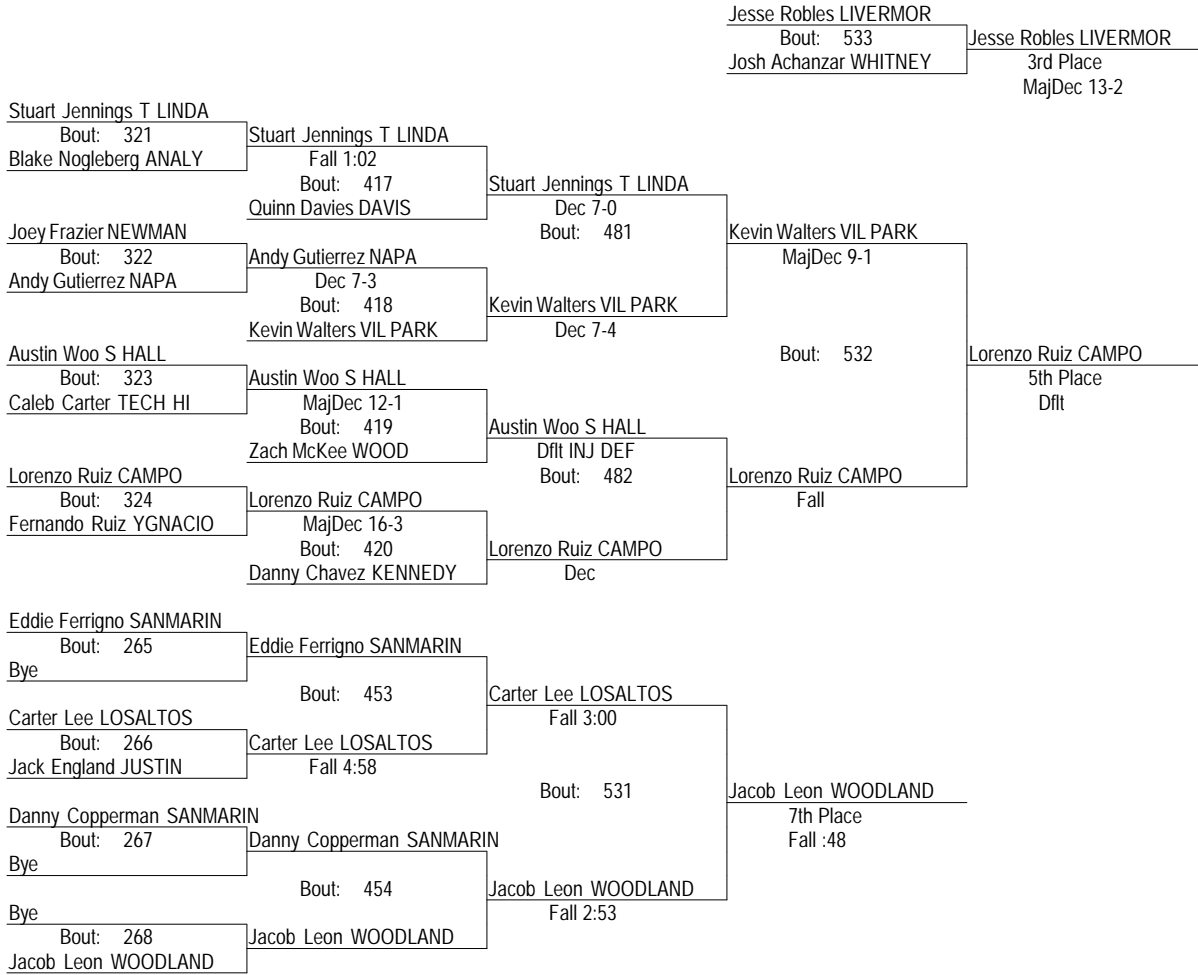 Jesse Robles LIVERMOR
Bout: 533
Jesse Robles LIVERMOR
Josh Achanzar WHITNEY
3rd Place
MajDec 13-2
Stuart Jennings T LINDA
Bout: 321
Stuart Jennings T LINDA
Blake Nogleberg ANALY
Fall 1:02
Bout: 417
Stuart Jennings T LINDA
Quinn Davies DAVIS
Dec 7-0
Joey Frazier NEWMAN
Bout: 481
Kevin Walters VIL PARK
Bout: 322
Andy Gutierrez NAPA
MajDec 9-1
Andy Gutierrez NAPA
Dec 7-3
Bout: 418
Kevin Walters VIL PARK
Kevin Walters VIL PARK
Dec 7-4
Austin Woo S HALL
Bout: 532
Lorenzo Ruiz CAMPO
Bout: 323
Austin Woo S HALL
5th Place
Caleb Carter TECH HI
MajDec 12-1
Dflt
Bout: 419
Austin Woo S HALL
Zach McKee WOOD
Dflt INJ DEF
Lorenzo Ruiz CAMPO
Bout: 482
Lorenzo Ruiz CAMPO
Bout: 324
Lorenzo Ruiz CAMPO
Fall
Fernando Ruiz YGNACIO
MajDec 16-3
Bout: 420
Lorenzo Ruiz CAMPO
Danny Chavez KENNEDY
Dec
Eddie Ferrigno SANMARIN
Bout: 265
Eddie Ferrigno SANMARIN
Bye
Bout: 453
Carter Lee LOSALTOS
Carter Lee LOSALTOS
Fall 3:00
Bout: 266
Carter Lee LOSALTOS
Jack England JUSTIN
Fall 4:58
Bout: 531
Jacob Leon WOODLAND
Danny Copperman SANMARIN
7th Place
Bout: 267
Danny Copperman SANMARIN
Fall :48
Bye
Bout: 454
Jacob Leon WOODLAND
Bye
Fall 2:53
Bout: 268
Jacob Leon WOODLAND
Jacob Leon WOODLAND